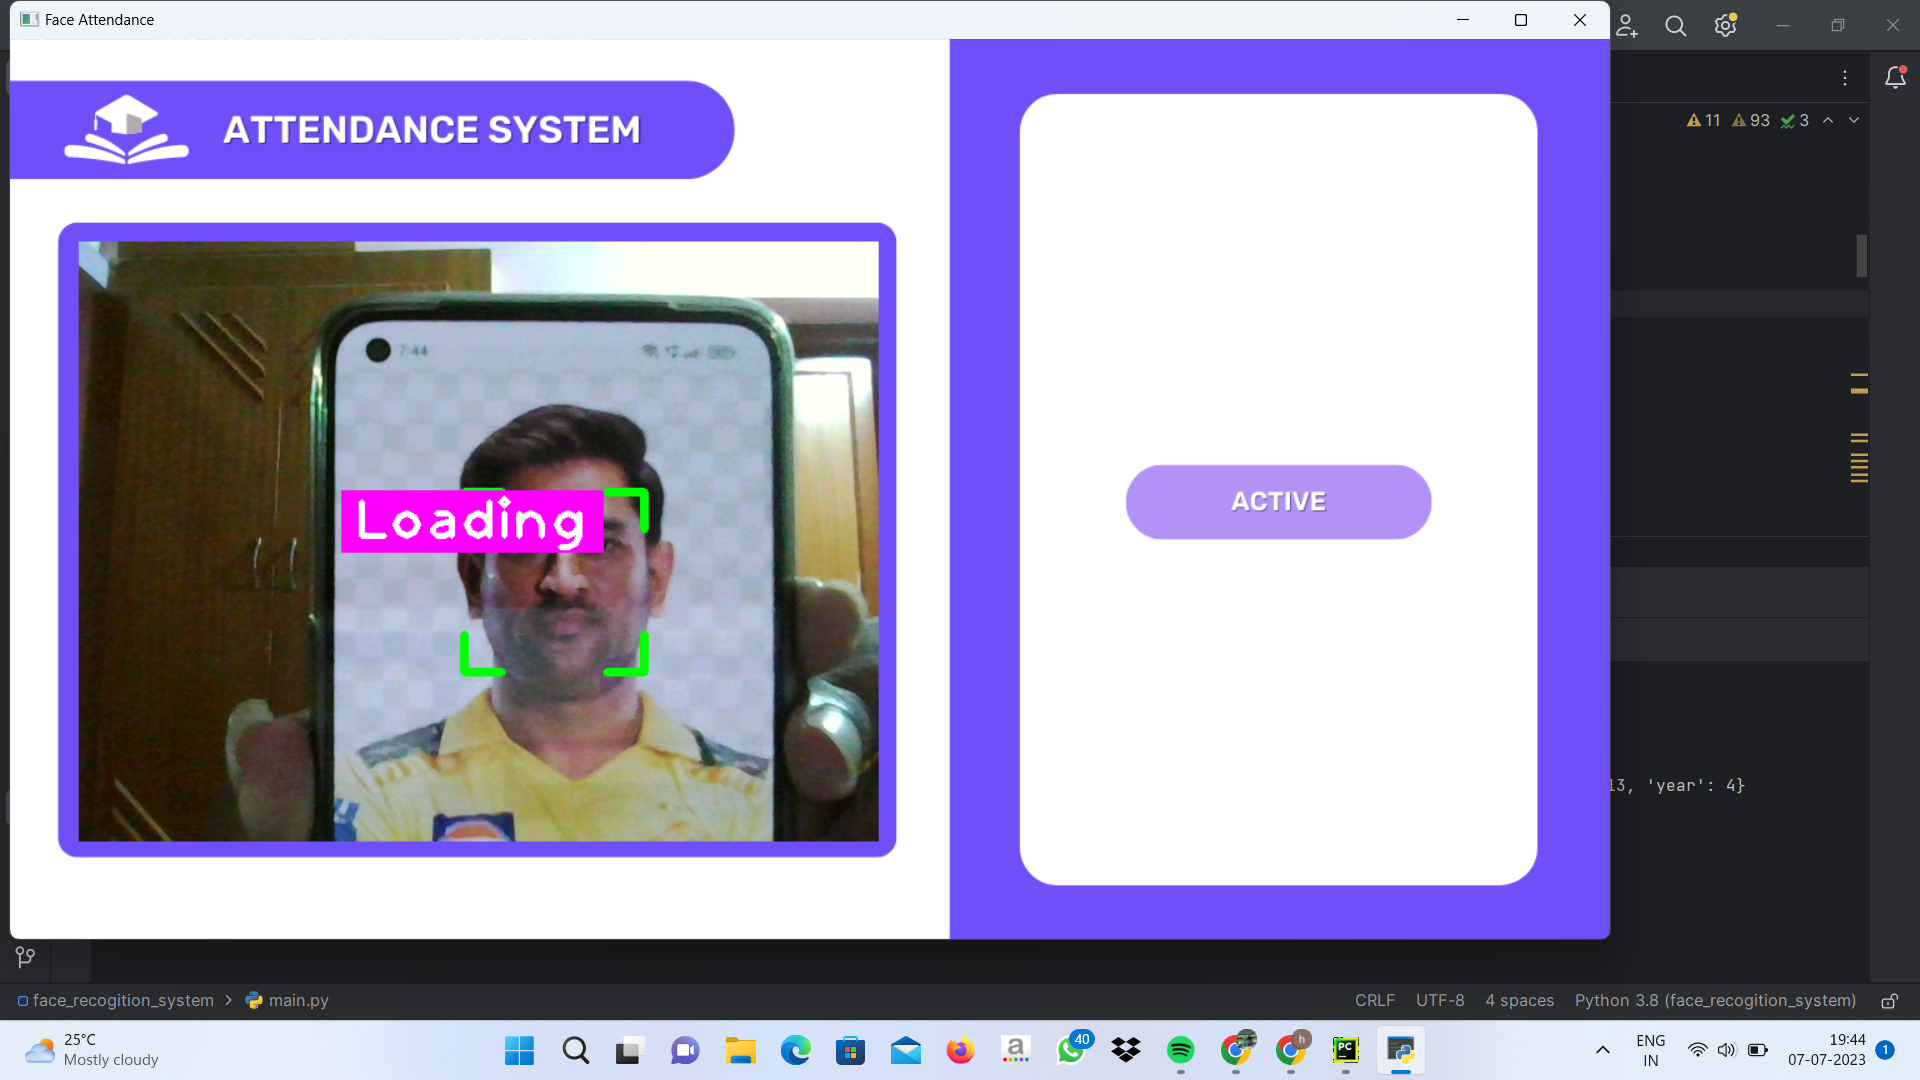 Face Attendance
ATTENDANCE SYSTEM
11 93 3
7:44
Loading
ACTIVE
13, 'year': 4}
face_recogition_system > main.py
CRLF UTF-8 4 spaces Python 3.8 (face_recogition_system)
25°C
Mostly cloudy
a
40
h
PC
ENG
IN
19:44
07-07-2023
1